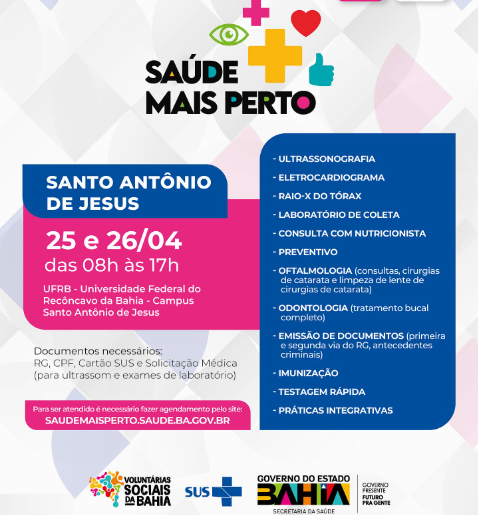 SAÚDE
MAIS PERTO
SANTO ANTÔNIO
DE JESUS
25 e 26/04
das 08h às 17h
UFRB - Universidade Federal do
Recôncavo da Bahia - Campus
Santo Antônio de Jesus
Documentos necessários:
RG, CPF, Cartão SUS e Solicitação Médica
(para ultrassom e exames de laboratório)
Para ser atendido é necessário fazer agendamento pelo site:
SAUDEMAISPERTO.SAUDE.BA.GOV.BR
- ULTRASSONOGRAFIA
- ELETROCARDIOGRAMA
- RAIO-X DO TÓRAX
- LABORATÓRIO DE COLETA
- CONSULTA COM NUTRICIONISTA
- PREVENTIVO
- OFTALMOLOGIA (consultas, cirurgias
de catarata e limpeza de lente de
cirurgias de catarata)
- ODONTOLOGIA (tratamento bucal
completo)
- EMISSÃO DE DOCUMENTOS (primeira
e segunda via do RG, antecedentes
criminais)
- IMUNIZAÇÃO
- TESTAGEM RÁPIDA
- PRÁTICAS INTEGRATIVAS
VOLUNTÁRIAS
SOCIAIS
DA BAHIA
SUS
GOVERNO DO ESTADO
BAHIA
SECRETARIA DA SAÚDE
GOVERNO
PRESENTE
FUTURO
PRA GENTE